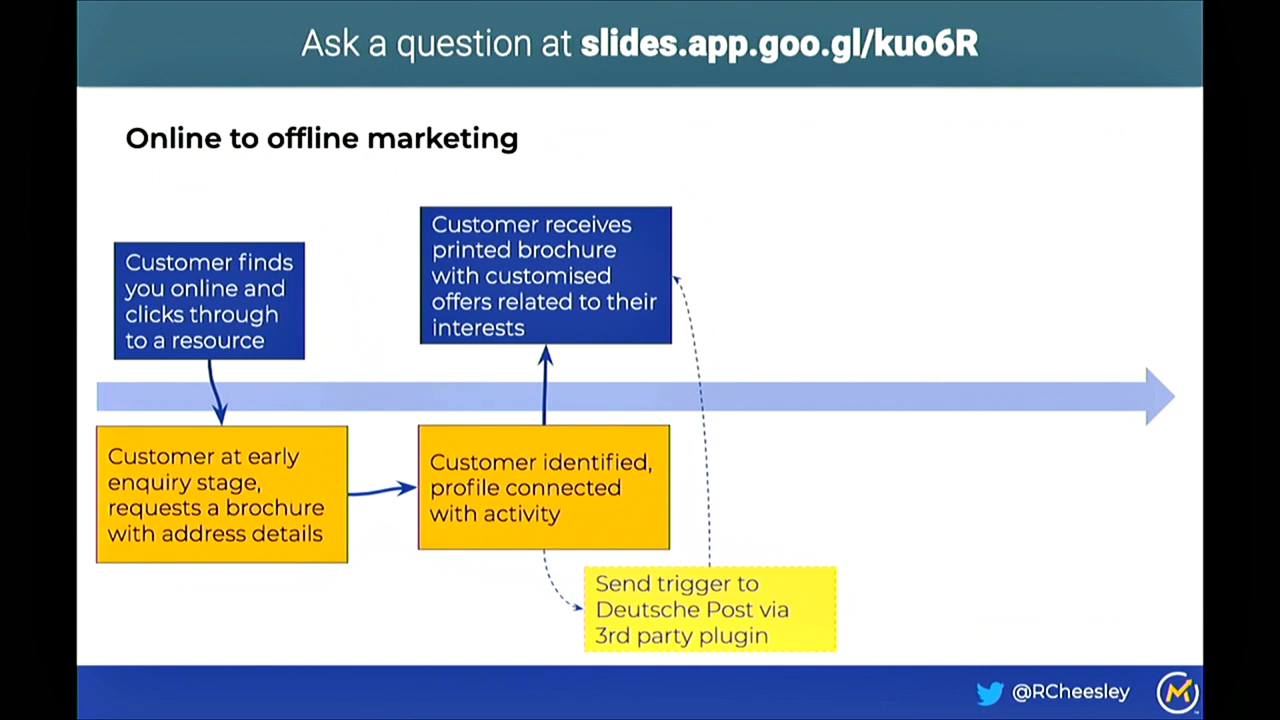 Ask a question at slides.app.goo.gl/kuo6R
Online to offline marketing
Customer finds
you online and
clicks through
to a resource
Customer receives
printed brochure
with customised
offers related to their
interests
Customer at early
enquiry stage,
requests a brochure
with address details
Customer identified,
profile connected
with activity
Send trigger to
Deutsche Post via
3rd party plugin
@RCheesley